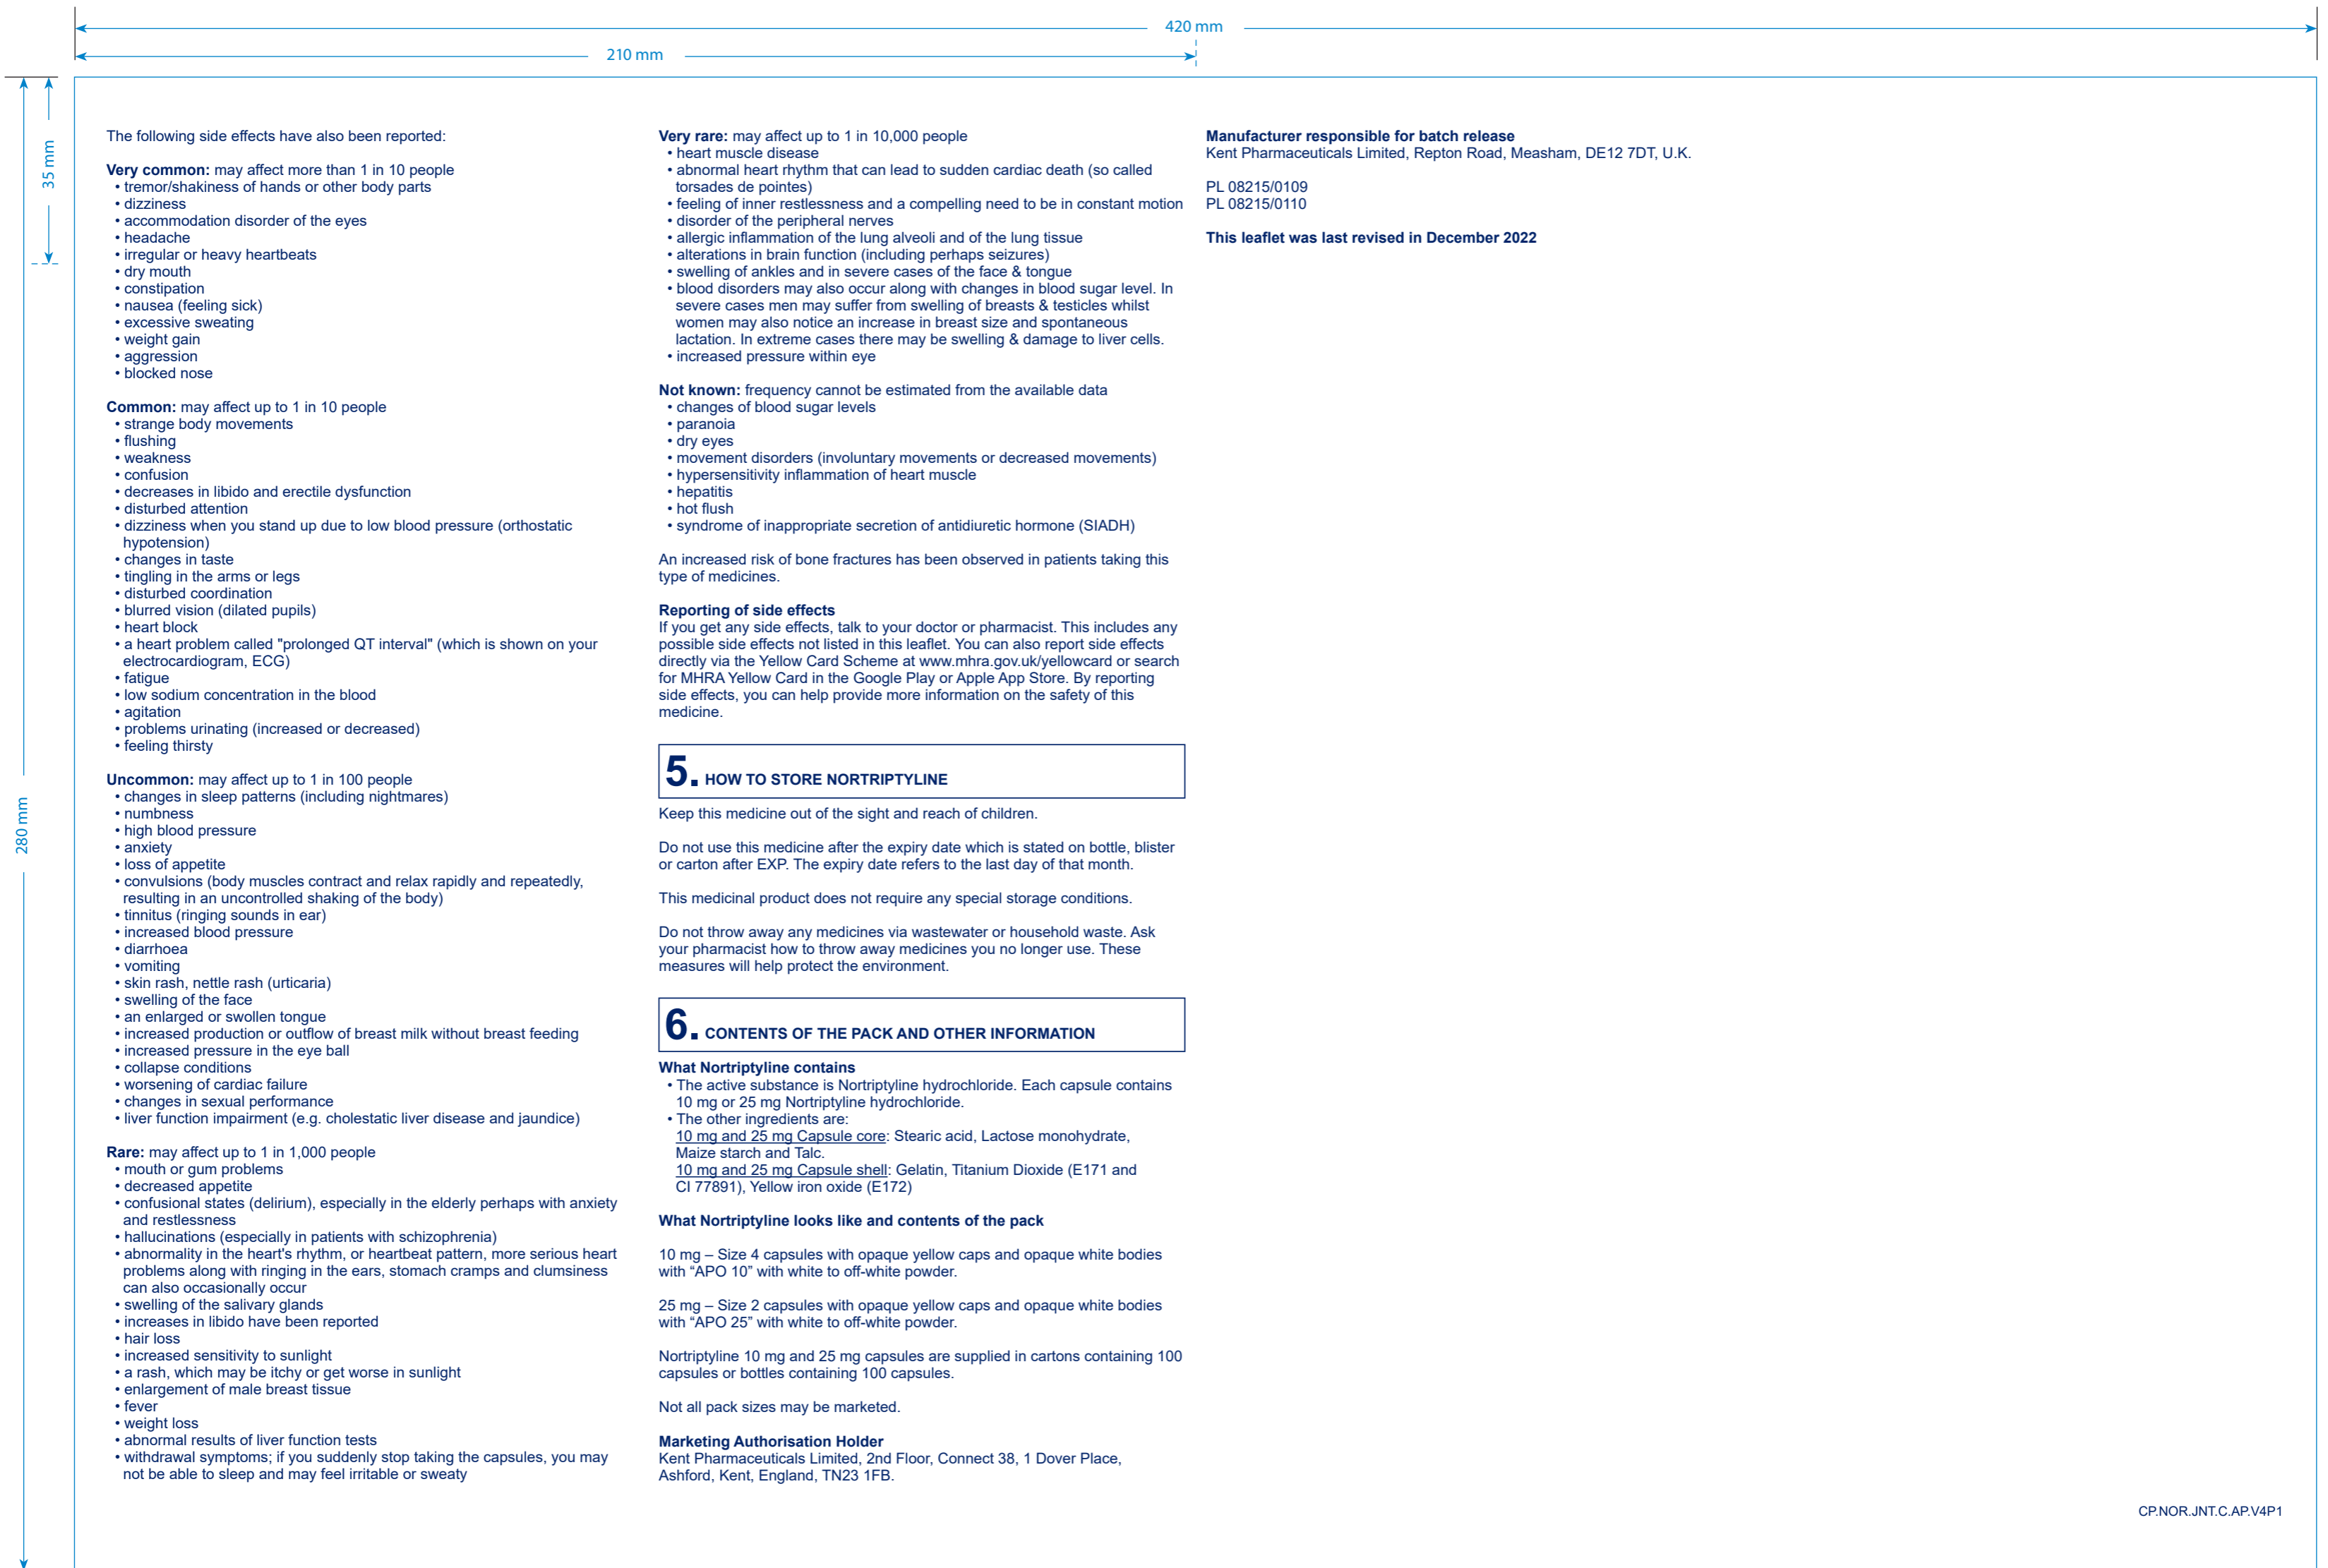 420 mm
210 mm
35 mm
280 mm
The following side effects have also been reported:
Very common: may affect more than 1 in 10 people
• tremor/shakiness of hands or other body parts
• dizziness
• accommodation disorder of the eyes
• headache
• irregular or heavy heartbeats
• dry mouth
• constipation
• nausea (feeling sick)
• excessive sweating
• weight gain
• aggression
• blocked nose
Common: may affect up to 1 in 10 people
• strange body movements
• flushing
• weakness
• confusion
• decreases in libido and erectile dysfunction
• disturbed attention
• dizziness when you stand up due to low blood pressure (orthostatic
hypotension)
• changes in taste
• tingling in the arms or legs
• disturbed coordination
• blurred vision (dilated pupils)
• heart block
• a heart problem called "prolonged QT interval" (which is shown on your
electrocardiogram, ECG)
• fatigue
• low sodium concentration in the blood
• agitation
• problems urinating (increased or decreased)
• feeling thirsty
Uncommon: may affect up to 1 in 100 people
• changes in sleep patterns (including nightmares)
• numbness
• high blood pressure
• anxiety
• loss of appetite
• convulsions (body muscles contract and relax rapidly and repeatedly,
resulting in an uncontrolled shaking of the body)
• tinnitus (ringing sounds in ear)
• increased blood pressure
• diarrhoea
• vomiting
• skin rash, nettle rash (urticaria)
• swelling of the face
• an enlarged or swollen tongue
• increased production or outflow of breast milk without breast feeding
• increased pressure in the eye ball
• collapse conditions
• worsening of cardiac failure
• changes in sexual performance
• liver function impairment (e.g. cholestatic liver disease and jaundice)
Rare: may affect up to 1 in 1,000 people
• mouth or gum problems
• decreased appetite
• confusional states (delirium), especially in the elderly perhaps with anxiety
and restlessness
• hallucinations (especially in patients with schizophrenia)
• abnormality in the heart's rhythm, or heartbeat pattern, more serious heart
problems along with ringing in the ears, stomach cramps and clumsiness
can also occasionally occur
• swelling of the salivary glands
• increases in libido have been reported
• hair loss
• increased sensitivity to sunlight
• a rash, which may be itchy or get worse in sunlight
• enlargement of male breast tissue
• fever
• weight loss
• abnormal results of liver function tests
• withdrawal symptoms; if you suddenly stop taking the capsules, you may
not be able to sleep and may feel irritable or sweaty
Very rare: may affect up to 1 in 10,000 people
• heart muscle disease
• abnormal heart rhythm that can lead to sudden cardiac death (so called
torsades de pointes)
• feeling of inner restlessness and a compelling need to be in constant motion
• disorder of the peripheral nerves
• allergic inflammation of the lung alveoli and of the lung tissue
• alterations in brain function (including perhaps seizures)
• swelling of ankles and in severe cases of the face & tongue
• blood disorders may also occur along with changes in blood sugar level. In
severe cases men may suffer from swelling of breasts & testicles whilst
women may also notice an increase in breast size and spontaneous
lactation. In extreme cases there may be swelling & damage to liver cells.
• increased pressure within eye
Not known: frequency cannot be estimated from the available data
• changes of blood sugar levels
• paranoia
• dry eyes
• movement disorders (involuntary movements or decreased movements)
• hypersensitivity inflammation of heart muscle
• hepatitis
• hot flush
• syndrome of inappropriate secretion of antidiuretic hormone (SIADH)
An increased risk of bone fractures has been observed in patients taking this
type of medicines.
Reporting of side effects
If you get any side effects, talk to your doctor or pharmacist. This includes any
possible side effects not listed in this leaflet. You can also report side effects
directly via the Yellow Card Scheme at www.mhra.gov.uk/yellowcard or search
for MHRA Yellow Card in the Google Play or Apple App Store. By reporting
side effects, you can help provide more information on the safety of this
medicine.
5. HOW TO STORE NORTRIPTYLINE
Keep this medicine out of the sight and reach of children.
Do not use this medicine after the expiry date which is stated on bottle, blister
or carton after EXP. The expiry date refers to the last day of that month.
This medicinal product does not require any special storage conditions.
Do not throw away any medicines via wastewater or household waste. Ask
your pharmacist how to throw away medicines you no longer use. These
measures will help protect the environment.
6. CONTENTS OF THE PACK AND OTHER INFORMATION
What Nortriptyline contains
• The active substance is Nortriptyline hydrochloride. Each capsule contains
10 mg or 25 mg Nortriptyline hydrochloride.
• The other ingredients are:
10 mg and 25 mg Capsule core: Stearic acid, Lactose monohydrate,
Maize starch and Talc.
10 mg and 25 mg Capsule shell: Gelatin, Titanium Dioxide (E171 and
CI 77891), Yellow iron oxide (E172)
What Nortriptyline looks like and contents of the pack
10 mg – Size 4 capsules with opaque yellow caps and opaque white bodies
with “APO 10” with white to off-white powder.
25 mg – Size 2 capsules with opaque yellow caps and opaque white bodies
with “APO 25” with white to off-white powder.
Nortriptyline 10 mg and 25 mg capsules are supplied in cartons containing 100
capsules or bottles containing 100 capsules.
Not all pack sizes may be marketed.
Marketing Authorisation Holder
Kent Pharmaceuticals Limited, 2nd Floor, Connect 38, 1 Dover Place,
Ashford, Kent, England, TN23 1FB.
Manufacturer responsible for batch release
Kent Pharmaceuticals Limited, Repton Road, Measham, DE12 7DT, U.K.
PL 08215/0109
PL 08215/0110
This leaflet was last revised in December 2022
CP.NOR.JNT.C.AP.V4P1